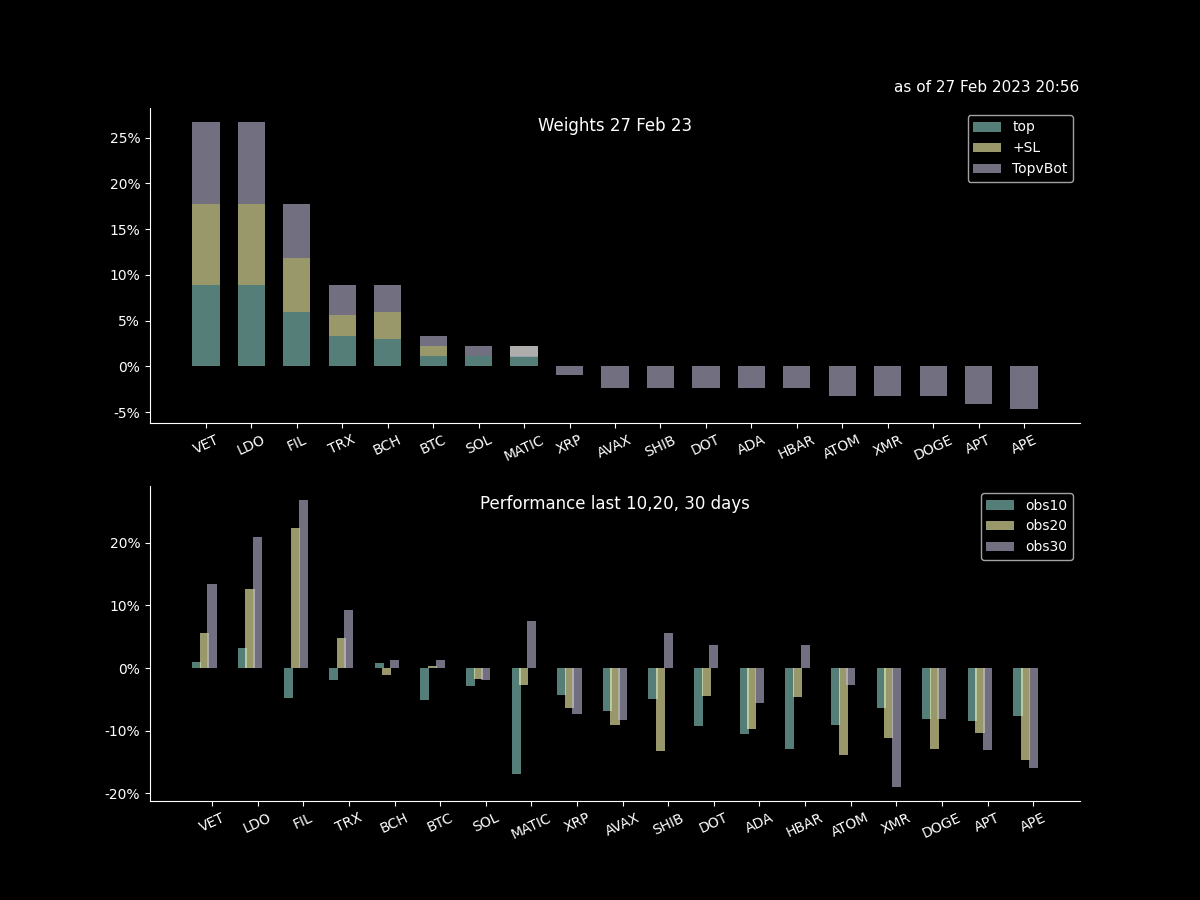 as of 27 Feb 2023 20:56
Weights 27 Feb 23
top
+SL
TopvBot
25%
20%
15%
10%
5%
0%
-5%
VET LDO FIL TRX BCH BTC SOL MATIC XRP AVAX SHIB DOT ADA HBAR ATOM XMR DOGE APT APE
Performance last 10,20, 30 days
obs10
obs20
obs30
20%
10%
0%
-10%
-20%
VET LDO FIL TRX BCH BTC SOL MATIC XRP AVAX SHIB DOT ADA HBAR ATOM XMR DOGE APT APE